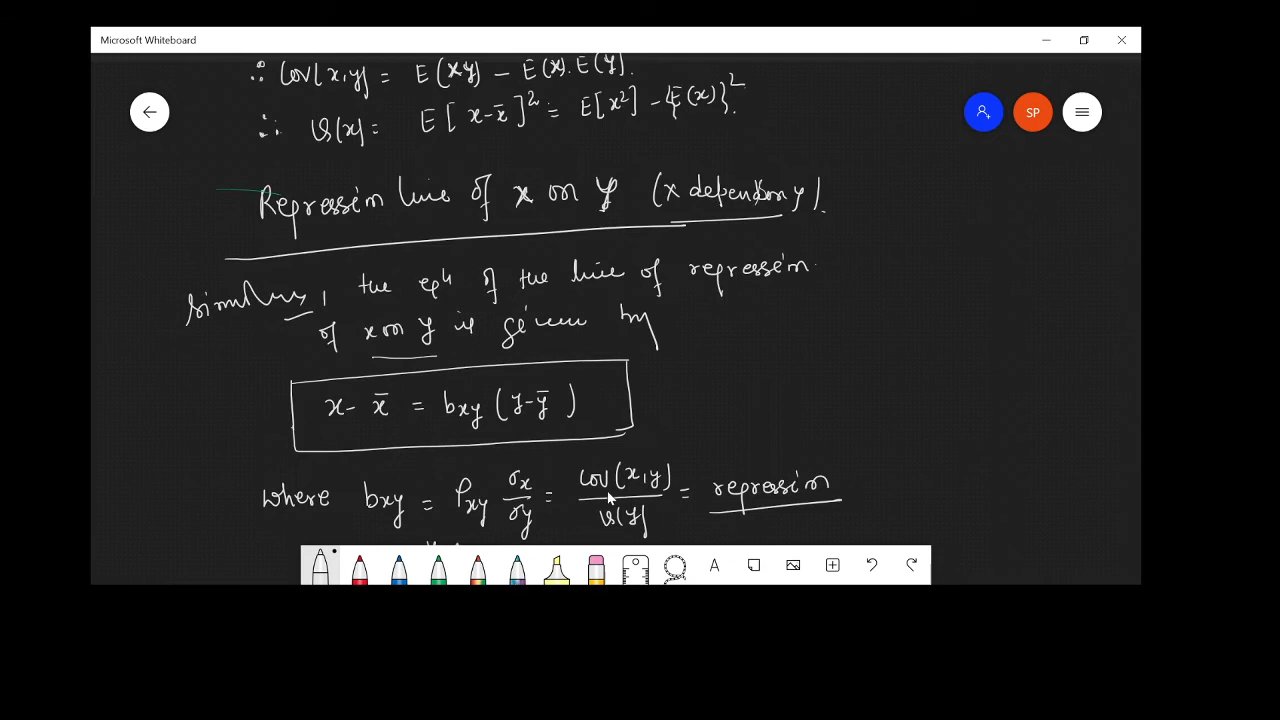 Microsoft Whiteboard
∴ Cov(x,y) = E(xy) - E(x).E(y).
∴ V(x) = E[x-x̄]² = E[x²] - {E(x)}².
SP
Regression line of x on y (x depend on y).
Similarly, the eqn of the line of regression
of x on y is given by
x - x̄ = bxy (y - ȳ)
where bxy = ρxy σx/σy = cov(x,y)/V(y) = regression
A